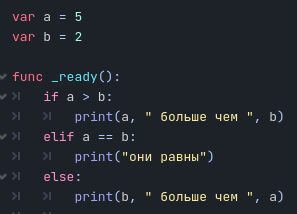 var a = 5
var b = 2
func _ready():
if a > b:
print(a, " больше чем ", b)
elif a == b:
print("они равны")
else:
print(b, " больше чем ", a)